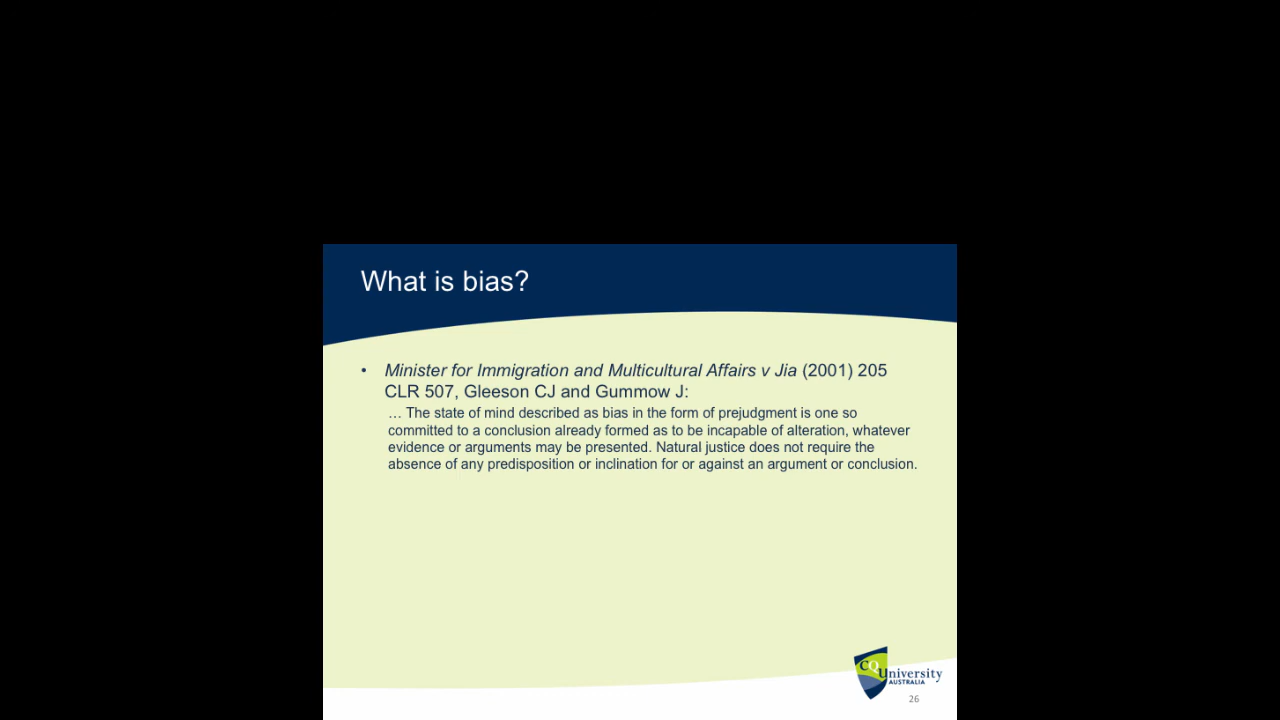 What is bias?
• Minister for Immigration and Multicultural Affairs v Jia (2001) 205
CLR 507, Gleeson CJ and Gummow J:
… The state of mind described as bias in the form of prejudgment is one so
committed to a conclusion already formed as to be incapable of alteration, whatever
evidence or arguments may be presented. Natural justice does not require the
absence of any predisposition or inclination for or against an argument or conclusion.
CQUniversity
AUSTRALIA
26